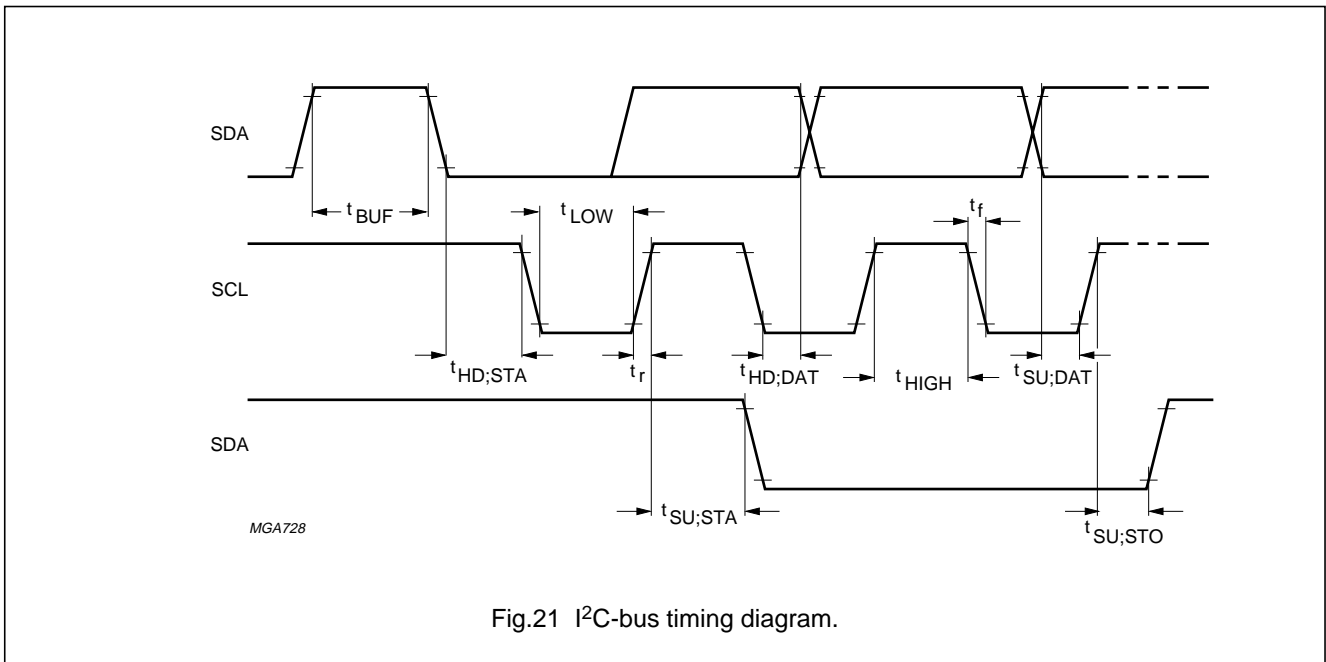 SDA
t BUF
t LOW
t f
SCL
t HD;STA
t r
t HD;DAT
t HIGH
t SU;DAT
SDA
t SU;STA
t SU;STO
MGA728
Fig.21 I²C-bus timing diagram.